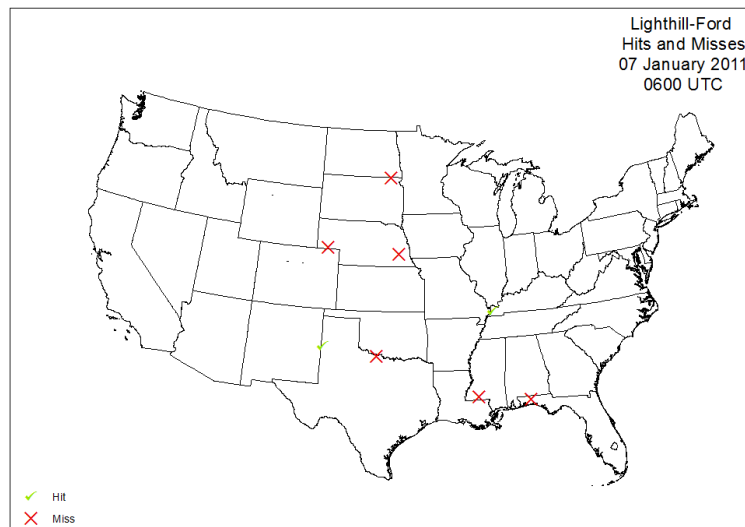 Lighthill-Ford
Hits and Misses
07 January 2011
0600 UTC
Hit
Miss